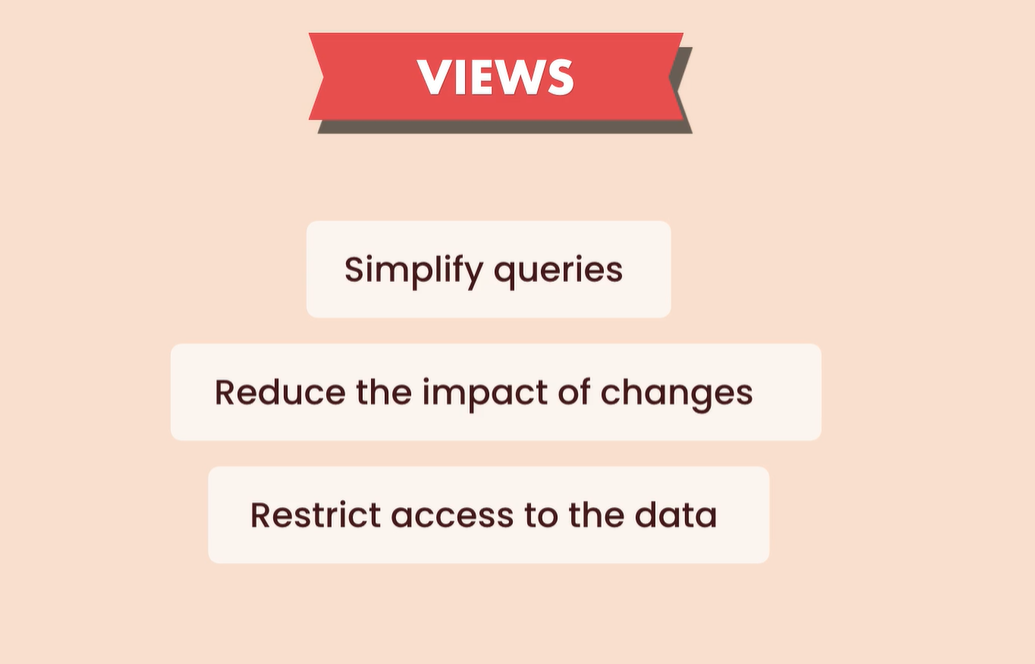 VIEWS
Simplify queries
Reduce the impact of changes
Restrict access to the data